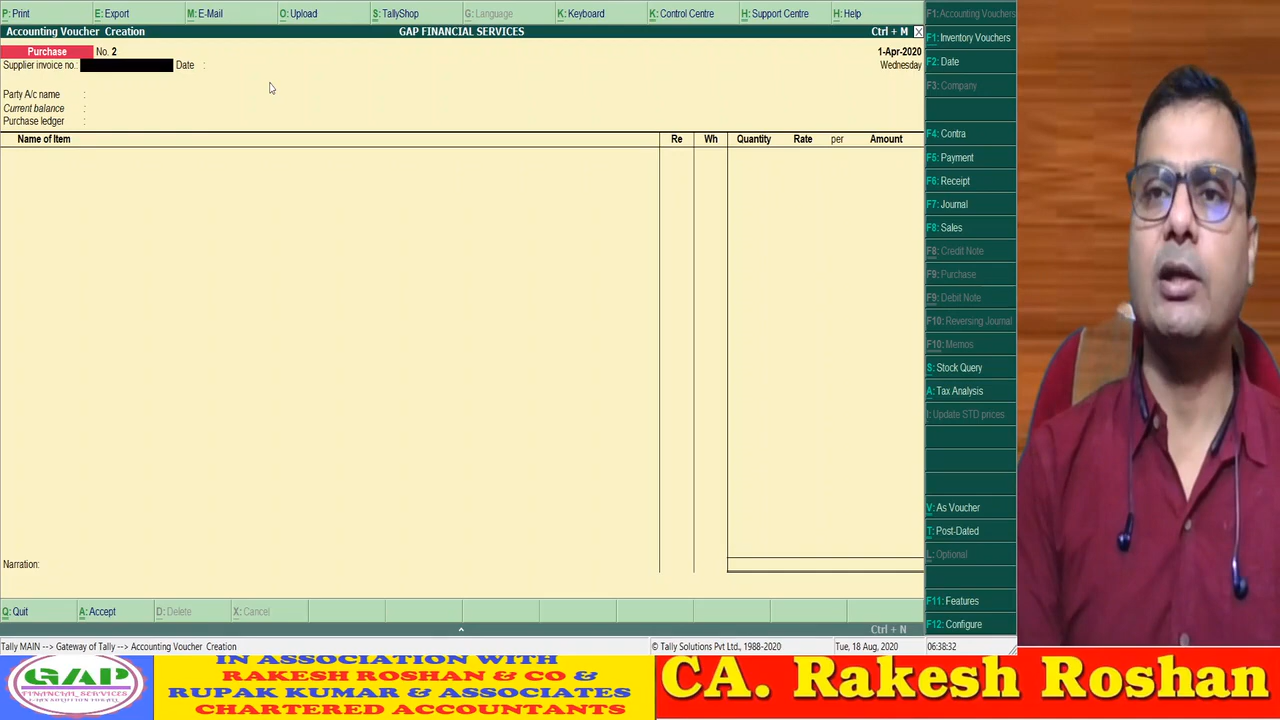 P: Print
E: Export
M: E-Mail
O: Upload
S: TallyShop
G: Language
K: Keyboard
K: Control Centre
H: Support Centre
H: Help
Accounting Voucher Creation
GAP FINANCIAL SERVICES
Ctrl + M
X
Purchase
No. 2
1-Apr-2020
Supplier invoice no.:
Date :
Wednesday
Party A/c name :
Current balance :
Purchase ledger :
Name of Item
Re
Wh
Quantity
Rate
per
Amount
Narration:
F1: Accounting Vouchers
F1: Inventory Vouchers
F2: Date
F3: Company
F4: Contra
F5: Payment
F6: Receipt
F7: Journal
F8: Sales
F8: Credit Note
F9: Purchase
F9: Debit Note
F10: Reversing Journal
F10: Memos
S: Stock Query
A: Tax Analysis
I: Update STD prices
V: As Voucher
T: Post-Dated
L: Optional
F11: Features
F12: Configure
Q: Quit
A: Accept
D: Delete
X: Cancel
Ctrl + N
Tally MAIN --> Gateway of Tally --> Accounting Voucher Creation
© Tally Solutions Pvt Ltd., 1988-2020
Tue, 18 Aug, 2020
06:38:32
GAP
FINANCIAL SERVICES
IN ASSOCIATION WITH
RAKESH ROSHAN & CO &
RUPAK KUMAR & ASSOCIATES
CHARTERED ACCOUNTANTS
CA. Rakesh Roshan